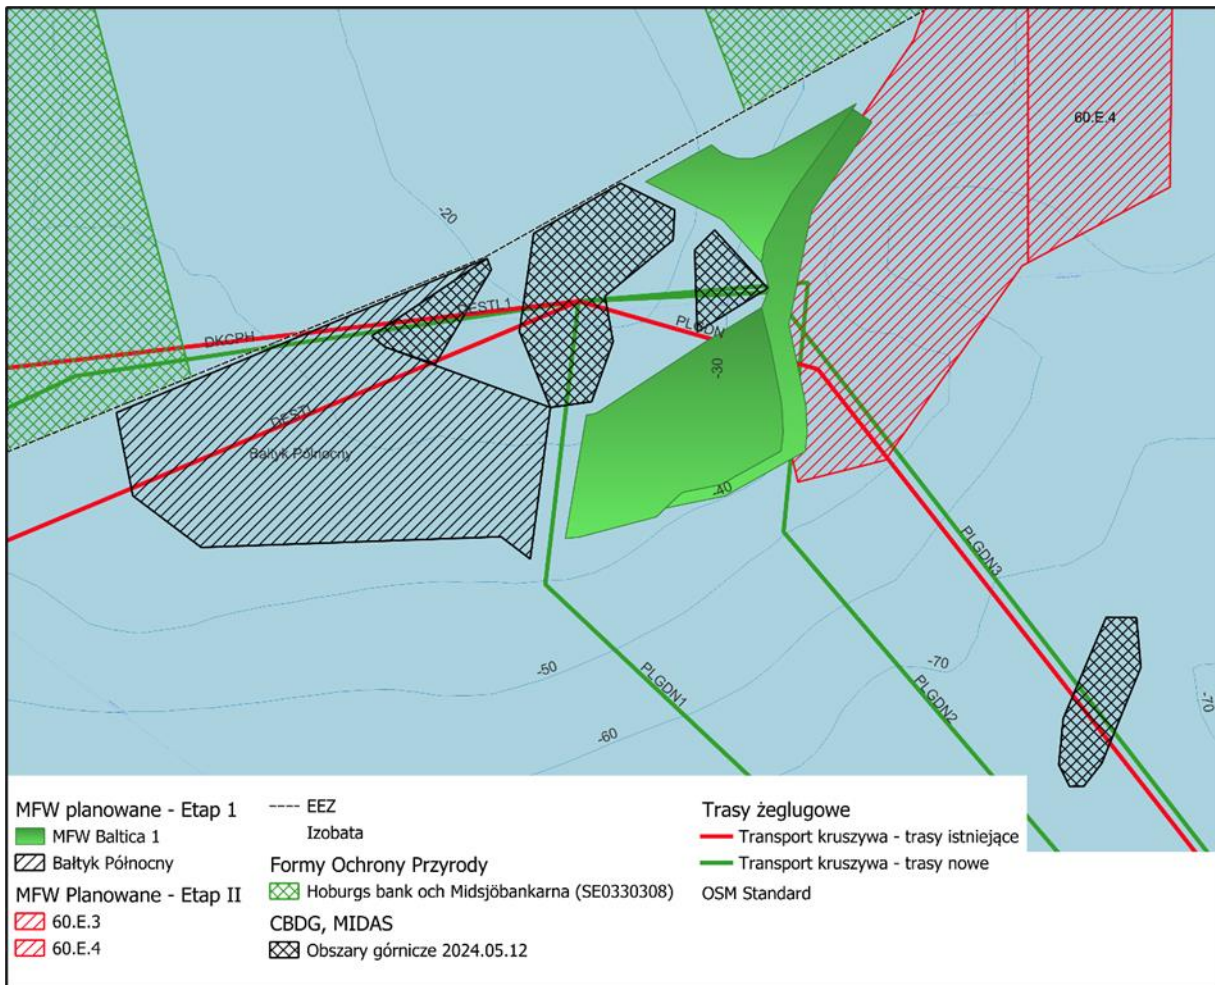 60.E.4
-20
DESTL1
DKCPH
PLGDN
-30
DESTL
Bałtyk Północny
-40
PLGDN3
-50
PLGDN1
-70
PLGDN2
-70
-60
MFW planowane - Etap 1
MFW Baltica 1
Bałtyk Północny
MFW Planowane - Etap II
60.E.3
60.E.4
EEZ
Izobata
Formy Ochrony Przyrody
Hoburgs bank och Midsjöbankarna (SE0330308)
CBDG, MIDAS
Obszary górnicze 2024.05.12
Trasy żeglugowe
Transport kruszywa - trasy istniejące
Transport kruszywa - trasy nowe
OSM Standard